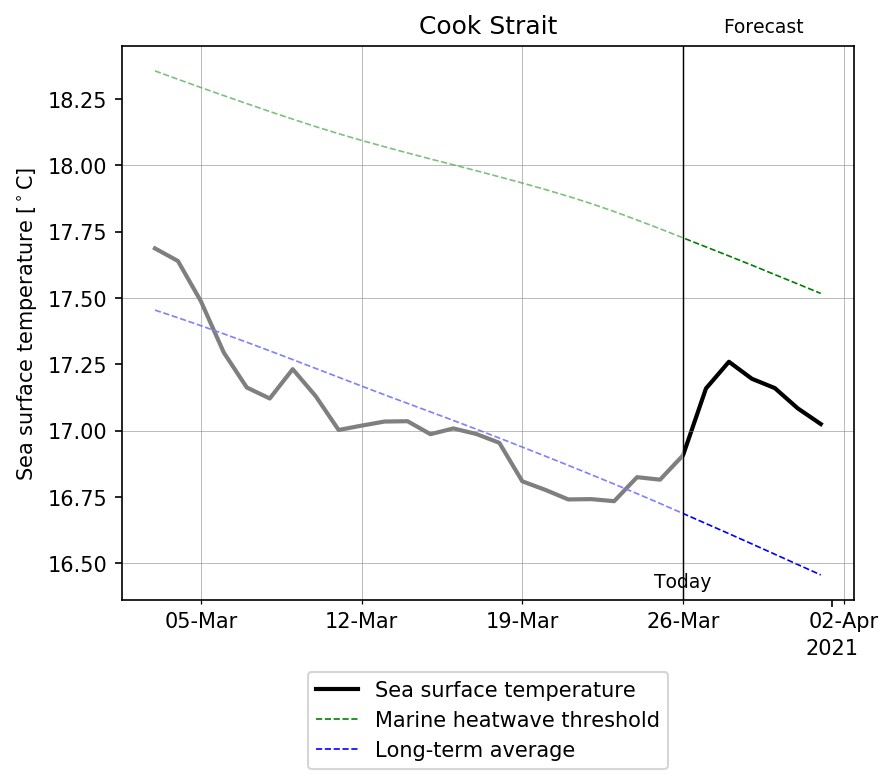 Cook Strait
Forecast
Sea surface temperature [°C]
18.25
18.00
17.75
17.50
17.25
17.00
16.75
16.50
Today
05-Mar
12-Mar
19-Mar
26-Mar
02-Apr
2021
Sea surface temperature
Marine heatwave threshold
Long-term average